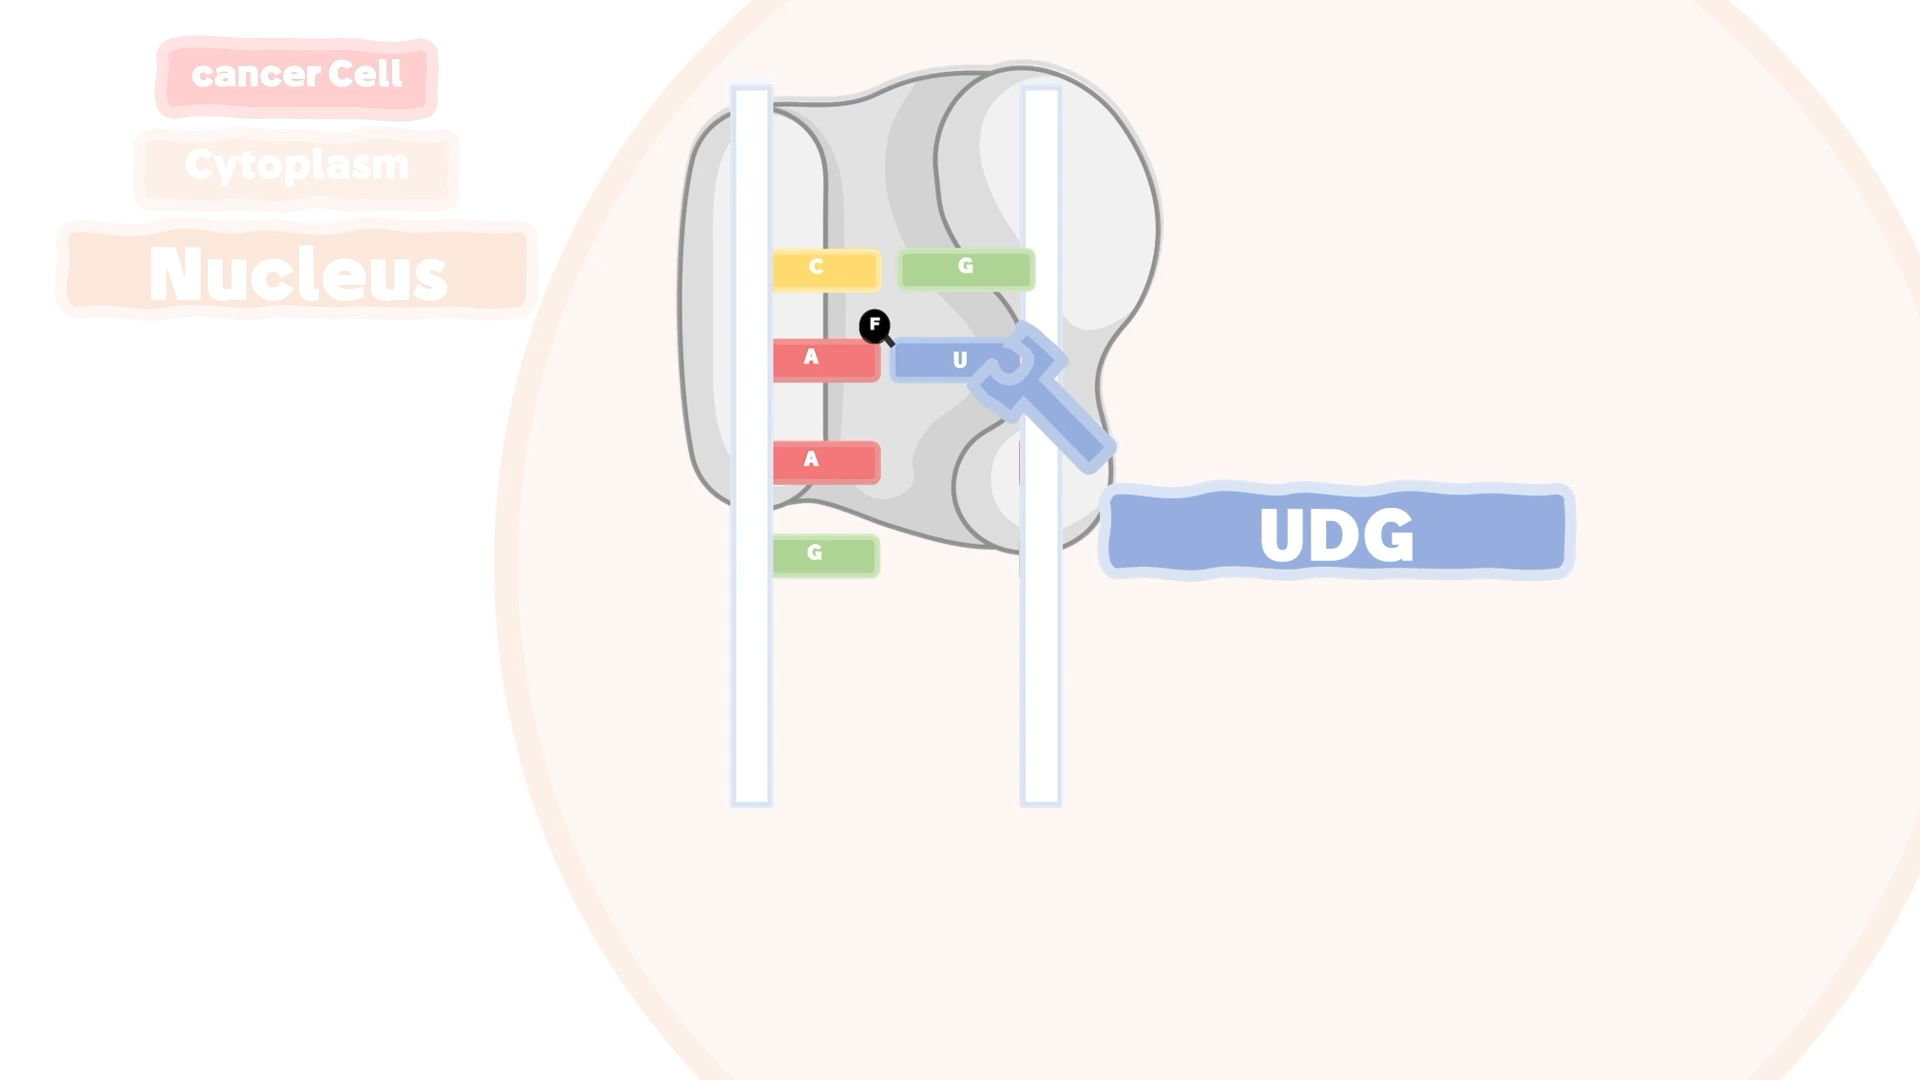 cancer Cell
Cytoplasm
Nucleus
C G
F
A U
A
G
UDG